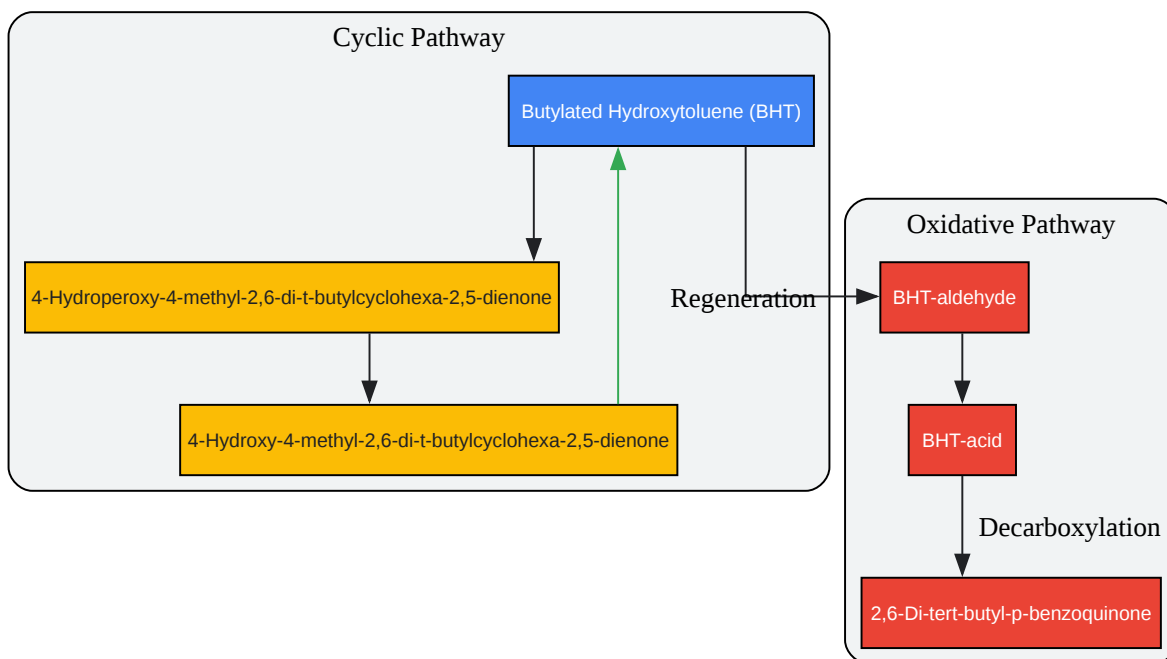 Cyclic Pathway
Butylated Hydroxytoluene (BHT)
4-Hydroperoxy-4-methyl-2,6-di-t-butylcyclohexa-2,5-dienone
4-Hydroxy-4-methyl-2,6-di-t-butylcyclohexa-2,5-dienone
Regeneration
Oxidative Pathway
BHT-aldehyde
BHT-acid
Decarboxylation
2,6-Di-tert-butyl-p-benzoquinone